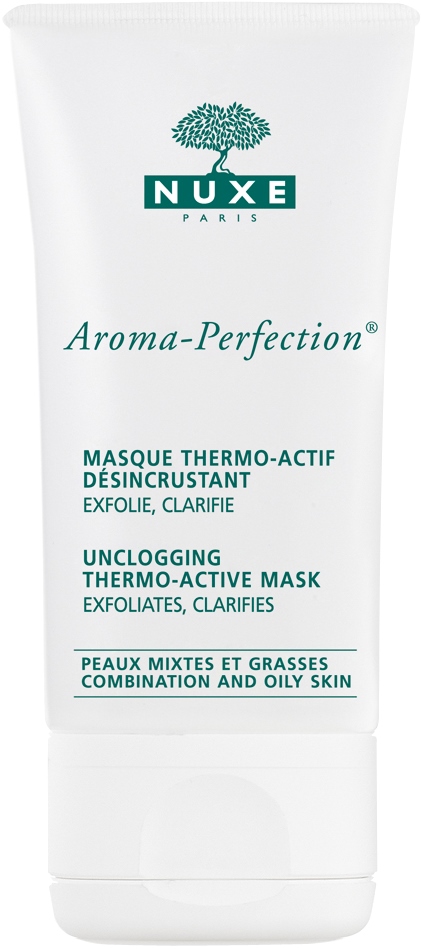 NUXE
PARIS
Aroma-Perfection®
MASQUE THERMO-ACTIF
DÉSINCRUSTANT
EXFOLIE, CLARIFIE
UNCLOGGING
THERMO-ACTIVE MASK
EXFOLIATES, CLARIFIES
PEAUX MIXTES ET GRASSES
COMBINATION AND OILY SKIN